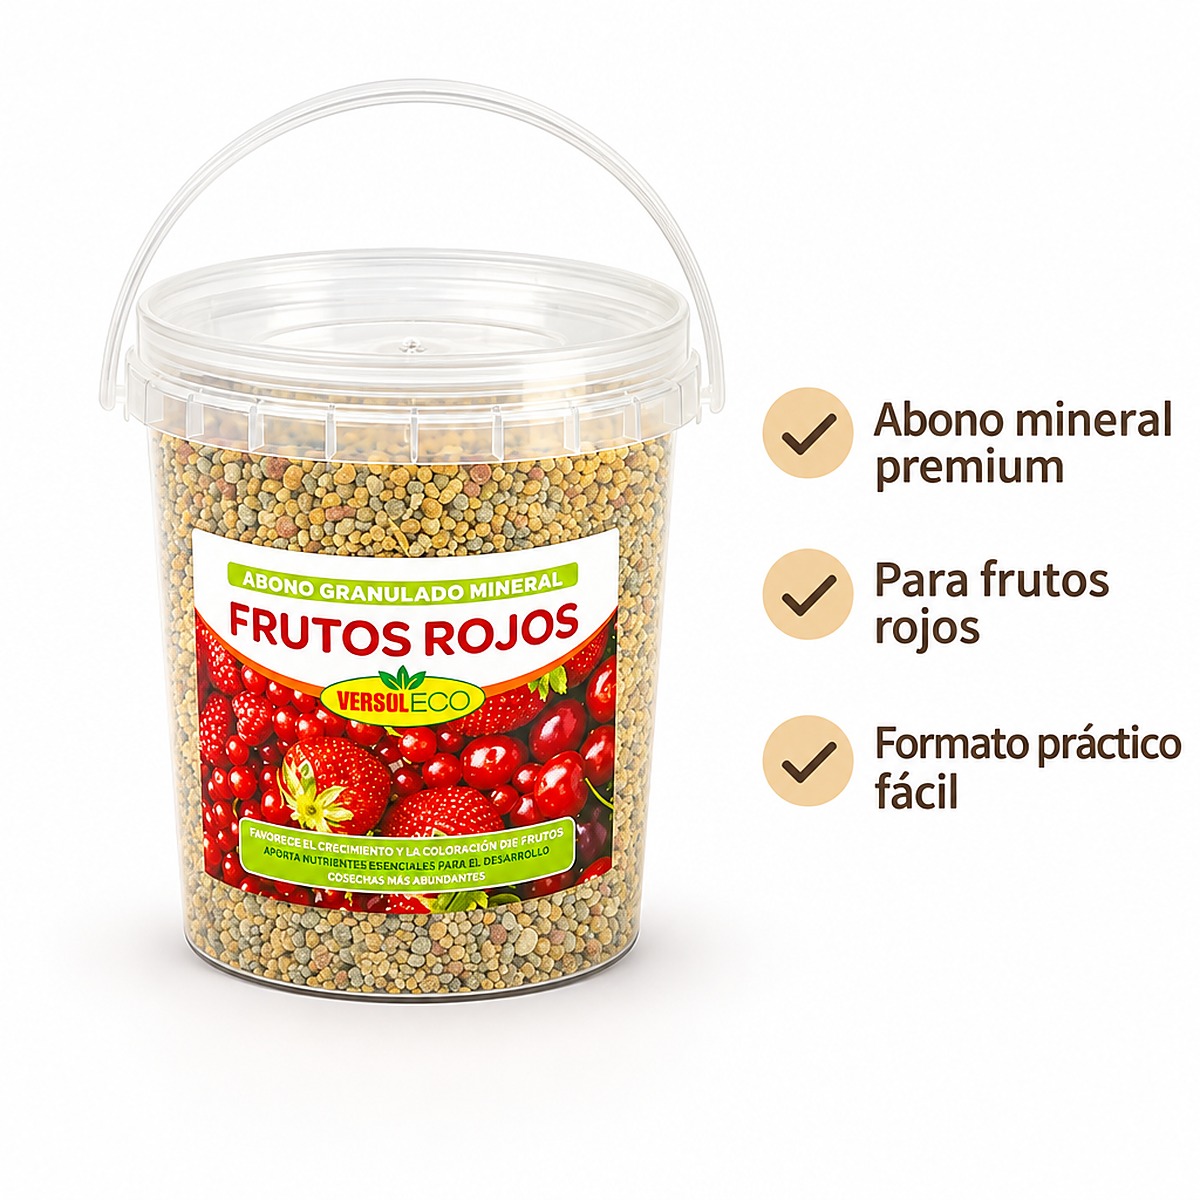 ABONO GRANULADO MINERAL
FRUTOS ROJOS
VERSOLECO
FAVORECE EL CRECIMIENTO Y LA COLORACIÓN DE FRUTOS
APORTA NUTRIENTES ESENCIALES PARA EL DESARROLLO
COSECHAS MÁS ABUNDANTES
Abono mineral
premium
Para frutos
rojos
Formato práctico
fácil